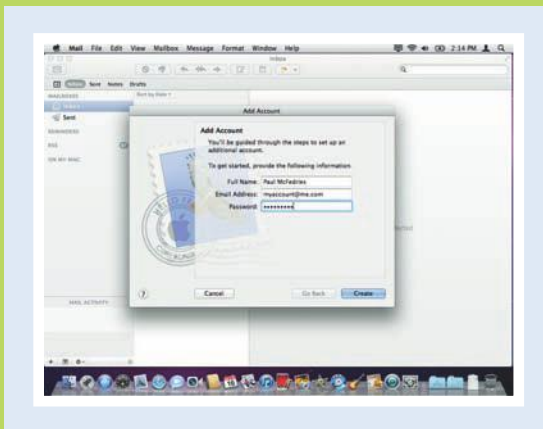 Mail File Edit View Mailbox Message Format Window Help 2:14 PM
Inbox
Inbox Sent Notes Drafts
MAILBOXES
Inbox
Sent
REMINDERS
RSS
ON MY MAC
Add Account
Add Account
You'll be guided through the steps to set up an
additional account.
To get started, provide the following information:
Full Name: Paul McFedries
Email Address: myaccount@me.com
Password: •••••••••
? Cancel Go Back Create
MAIL ACTIVITY